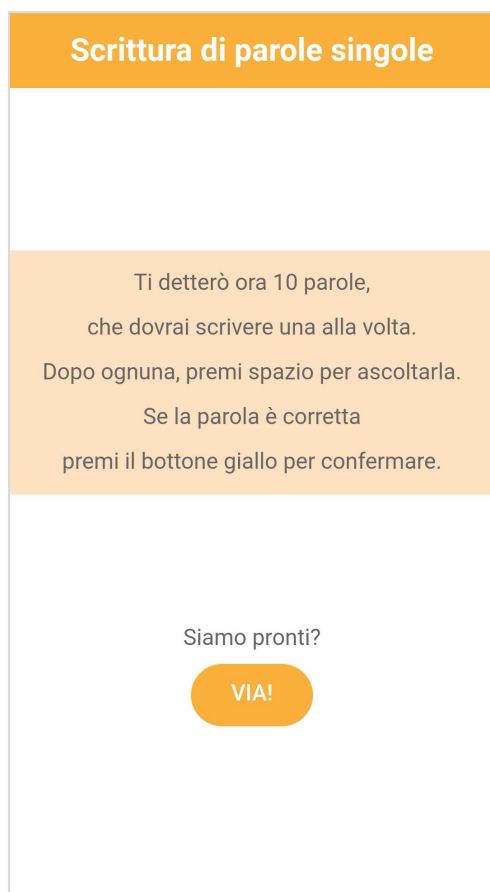 Scrittura di parole singole
Ti detterò ora 10 parole,
che dovrai scrivere una alla volta.
Dopo ognuna, premi spazio per ascoltarla.
Se la parola è corretta
premi il bottone giallo per confermare.
Siamo pronti?
VIA!